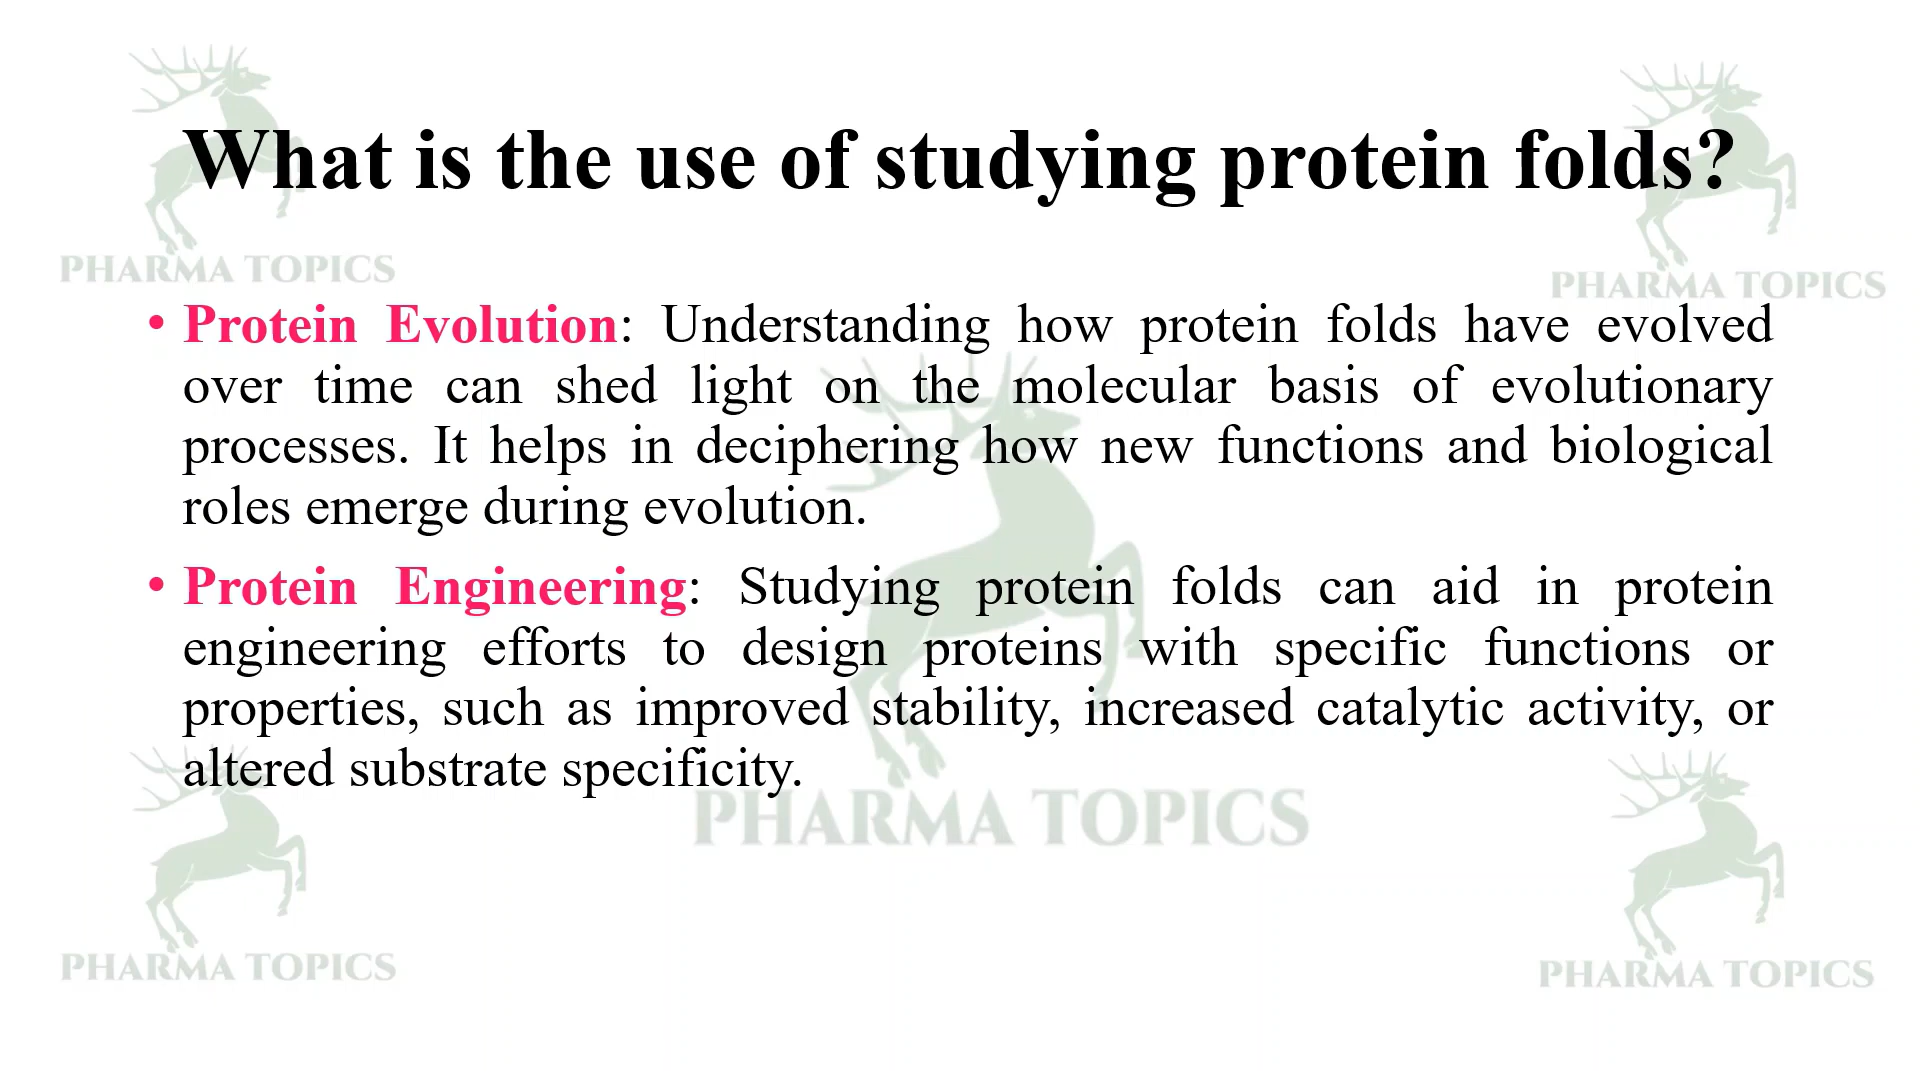 What is the use of studying protein folds?
PHARMA TOPICS
PHARMA TOPICS
• Protein Evolution: Understanding how protein folds have evolved
over time can shed light on the molecular basis of evolutionary
processes. It helps in deciphering how new functions and biological
roles emerge during evolution.
• Protein Engineering: Studying protein folds can aid in protein
engineering efforts to design proteins with specific functions or
properties, such as improved stability, increased catalytic activity, or
altered substrate specificity.
PHARMA TOPICS
PHARMA TOPICS
PHARMA TOPICS